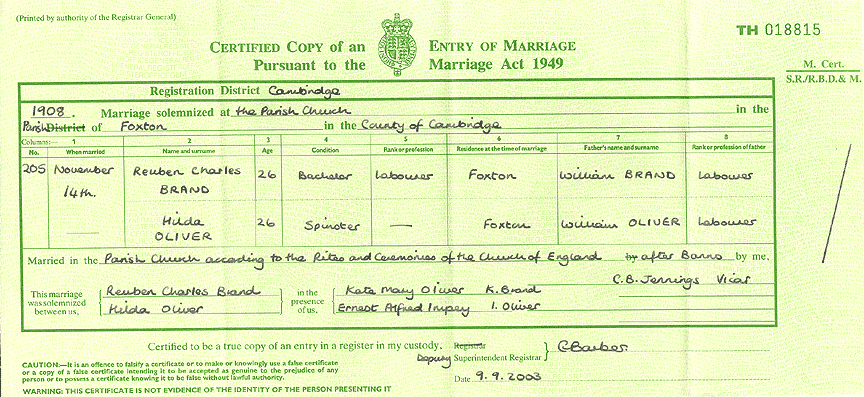 (Printed by authority of the Registrar General)
TH 018815
CERTIFIED COPY of an ENTRY OF MARRIAGE
Pursuant to the Marriage Act 1949
M. Cert.
S.R./R.B.D. & M.
Registration District Cambridge
1908. Marriage solemnized at the Parish Church in the
Parish District of Foxton in the County of Cambridge
Columns:— 1 2 3 4 5 6 7 8
No. When married Name and surname Age Condition Rank or profession Residence at the time of marriage Father's name and surname Rank or profession of father
205 November Reuben Charles 26 Bachelor Labourer Foxton William BRAND Labourer
14th. BRAND
Hilda 26 Spinster — Foxton William OLIVER Labourer
OLIVER
Married in the Parish Church according to the Rites and Ceremonies of the Church of England by after Banns by me,
C.B. Jennings Vicar
This marriage was solemnized between us,
Reuben Charles Brand
Hilda Oliver
in the presence of us,
Kate Mary Oliver K. Brand
Ernest Alfred Impey I. Oliver
Certified to be a true copy of an entry in a register in my custody.
Registrar
Deputy Superintendent Registrar
CBarber
Date 9.9.2003
CAUTION:—It is an offence to falsify a certificate or to make or knowingly use a false certificate
or a copy of a false certificate intending it to be accepted as genuine to the prejudice of any
person or to possess a certificate knowing it to be false without lawful authority.
WARNING: THIS CERTIFICATE IS NOT EVIDENCE OF THE IDENTITY OF THE PERSON PRESENTING IT